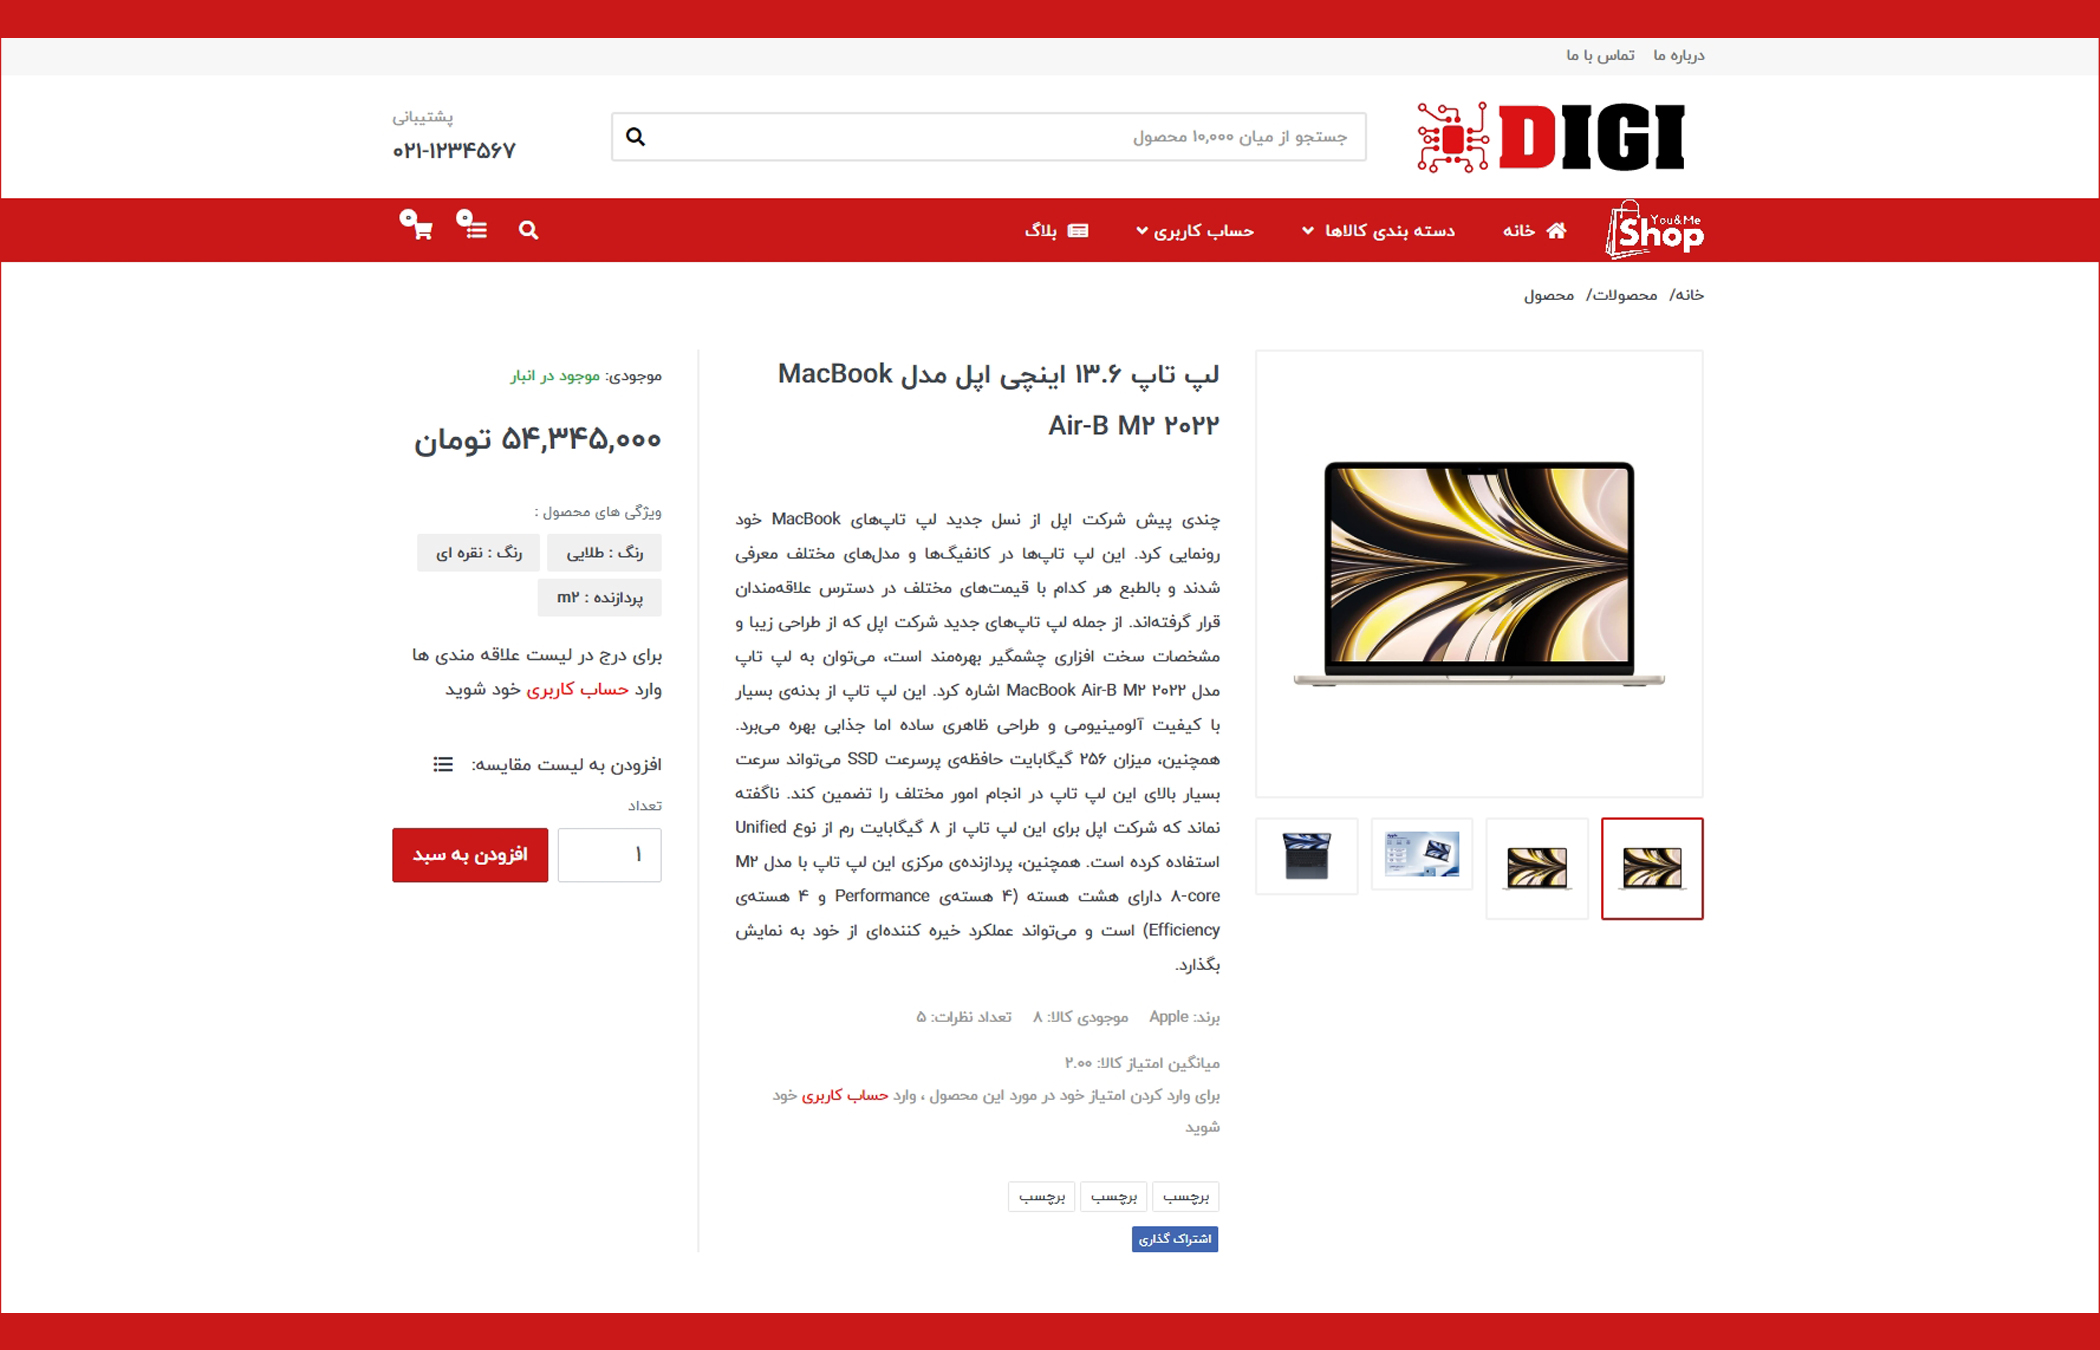 درباره ما
تماس با ما
DIGI
جستجو از میان ۱۰,۰۰۰ محصول
پشتیبانی
۰۲۱-۱۲۳۴۵۶۷
You&Me
Shop
خانه
دسته بندی کالاها
حساب کاربری
بلاگ
۰
۰
خانه/ محصولات/ محصول
لپ تاپ ۱۳.۶ اینچی اپل مدل MacBook
Air-B M۲ ۲۰۲۲
چندی پیش شرکت اپل از نسل جدید لپ تاپ‌های MacBook خود
رونمایی کرد. این لپ تاپ‌ها در کانفیگ‌ها و مدل‌های مختلف معرفی
شدند و بالطبع هر کدام با قیمت‌های مختلف در دسترس علاقه‌مندان
قرار گرفته‌اند. از جمله لپ تاپ‌های جدید شرکت اپل که از طراحی زیبا و
مشخصات سخت افزاری چشمگیر بهره‌مند است، می‌توان به لپ تاپ
مدل MacBook Air-B M۲ ۲۰۲۲ اشاره کرد. این لپ تاپ از بدنه‌ی بسیار
با کیفیت آلومینیومی و طراحی ظاهری ساده اما جذابی بهره می‌برد.
همچنین، میزان ۲۵۶ گیگابایت حافظه‌ی پرسرعت SSD می‌تواند سرعت
بسیار بالای این لپ تاپ در انجام امور مختلف را تضمین کند. ناگفته
نماند که شرکت اپل برای این لپ تاپ از ۸ گیگابایت رم از نوع Unified
استفاده کرده است. همچنین، پردازنده‌ی مرکزی این لپ تاپ با مدل M۲
۸-core دارای هشت هسته (۴ هسته‌ی Performance و ۴ هسته‌ی
Efficiency) است و می‌تواند عملکرد خیره کننده‌ای از خود به نمایش
بگذارد.
برند: Apple
موجودی کالا: ۸
تعداد نظرات: ۵
میانگین امتیاز کالا: ۲.۰۰
برای وارد کردن امتیاز خود در مورد این محصول ، وارد حساب کاربری خود
شوید
برچسب
برچسب
برچسب
اشتراک گذاری
موجودی: موجود در انبار
۵۴,۳۴۵,۰۰۰ تومان
ویژگی های محصول :
رنگ : طلایی
رنگ : نقره ای
پردازنده : m۲
برای درج در لیست علاقه مندی ها
وارد حساب کاربری خود شوید
افزودن به لیست مقایسه:
تعداد
۱
افزودن به سبد